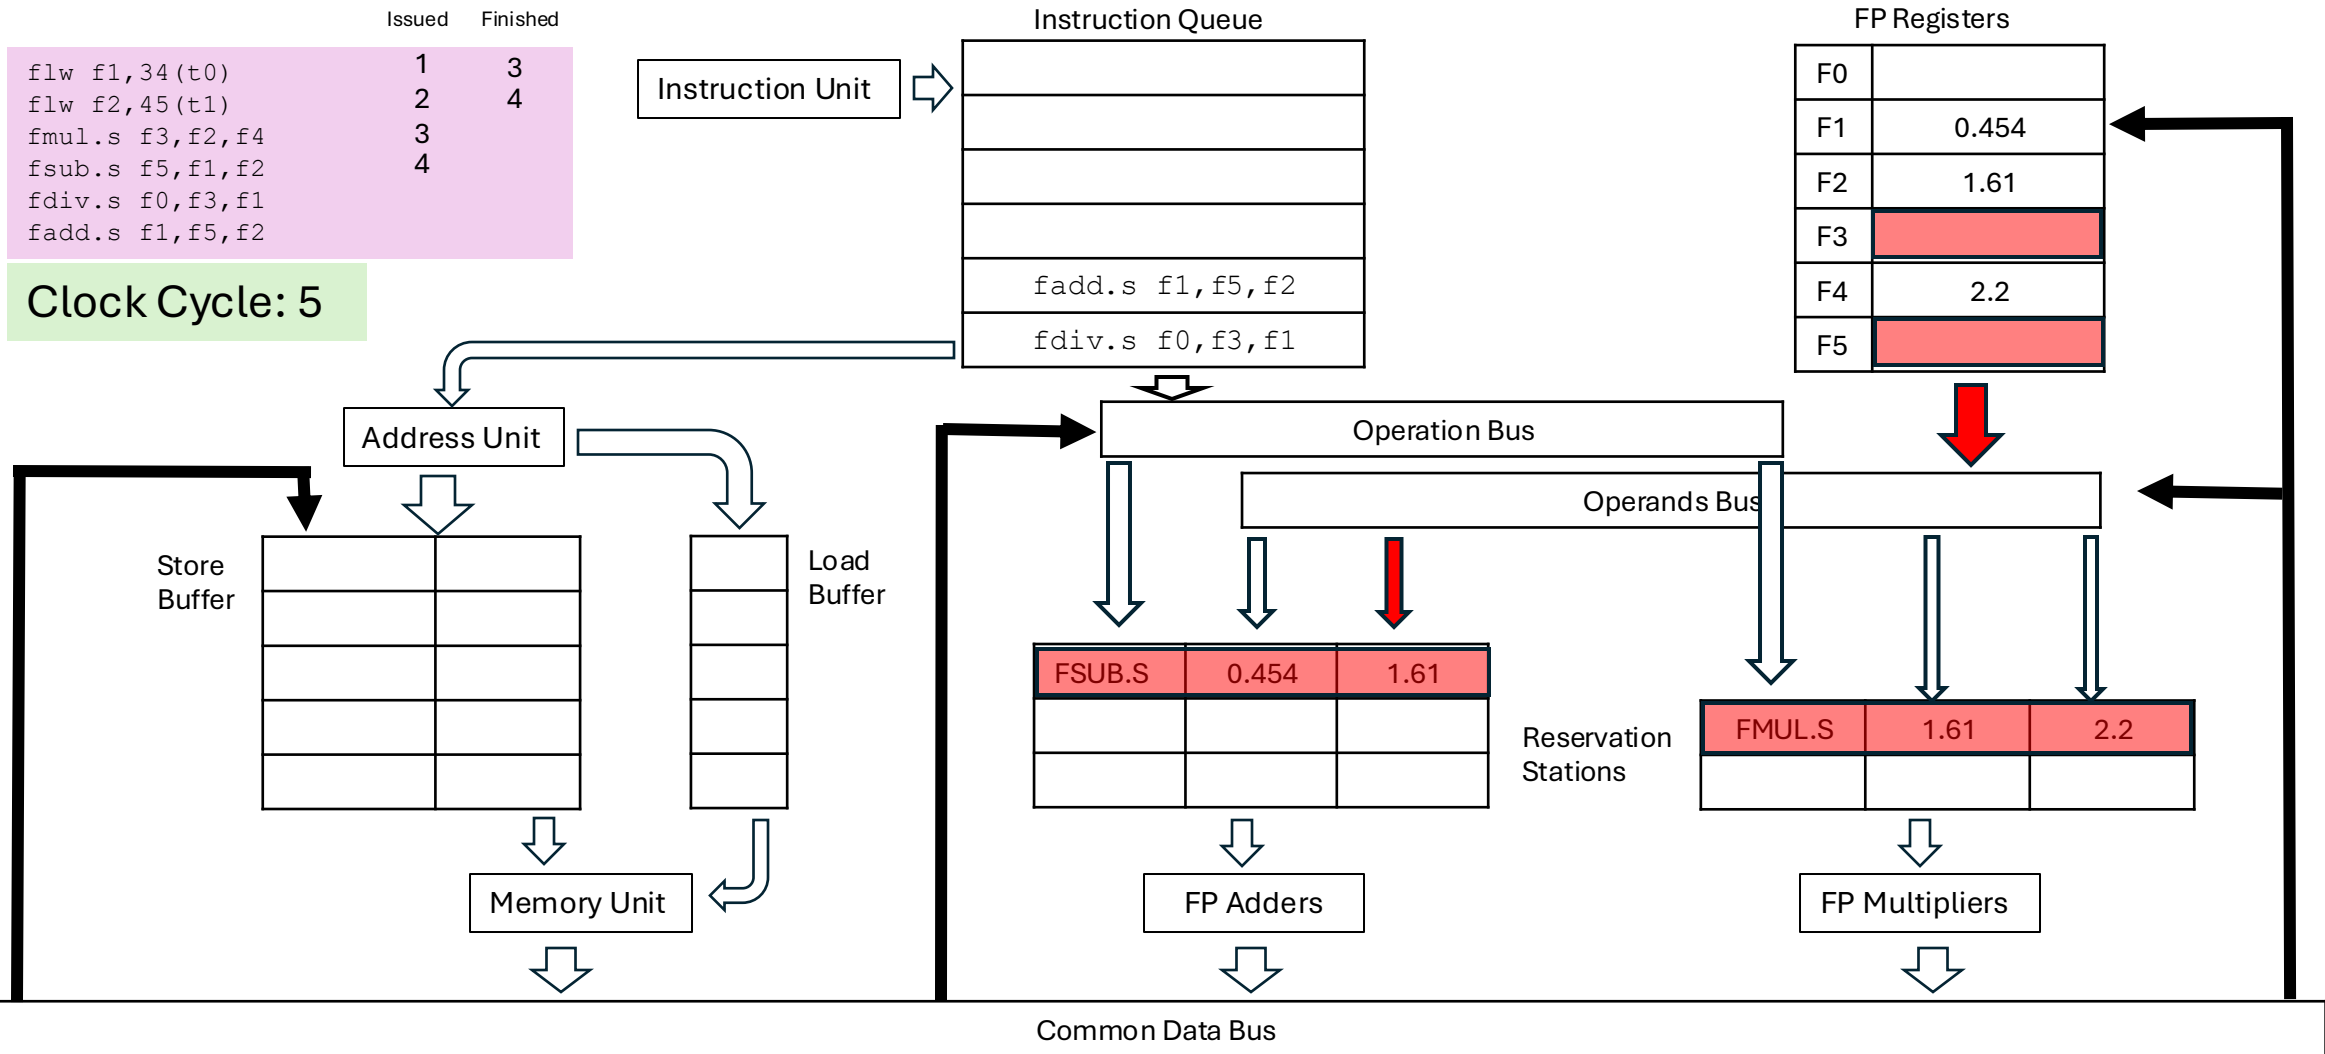 Issued Finished
flw f1,34(t0) 1 3
flw f2,45(t1) 2 4
fmul.s f3,f2,f4 3
fsub.s f5,f1,f2 4
fdiv.s f0,f3,f1
fadd.s f1,f5,f2
Clock Cycle: 5
Instruction Unit
Instruction Queue
fadd.s f1,f5,f2
fdiv.s f0,f3,f1
FP Registers
F0
F1 0.454
F2 1.61
F3
F4 2.2
F5
Address Unit
Operation Bus
Operands Bus
Store
Buffer
Load
Buffer
FSUB.S 0.454 1.61
Reservation
Stations
FMUL.S 1.61 2.2
Memory Unit
FP Adders
FP Multipliers
Common Data Bus